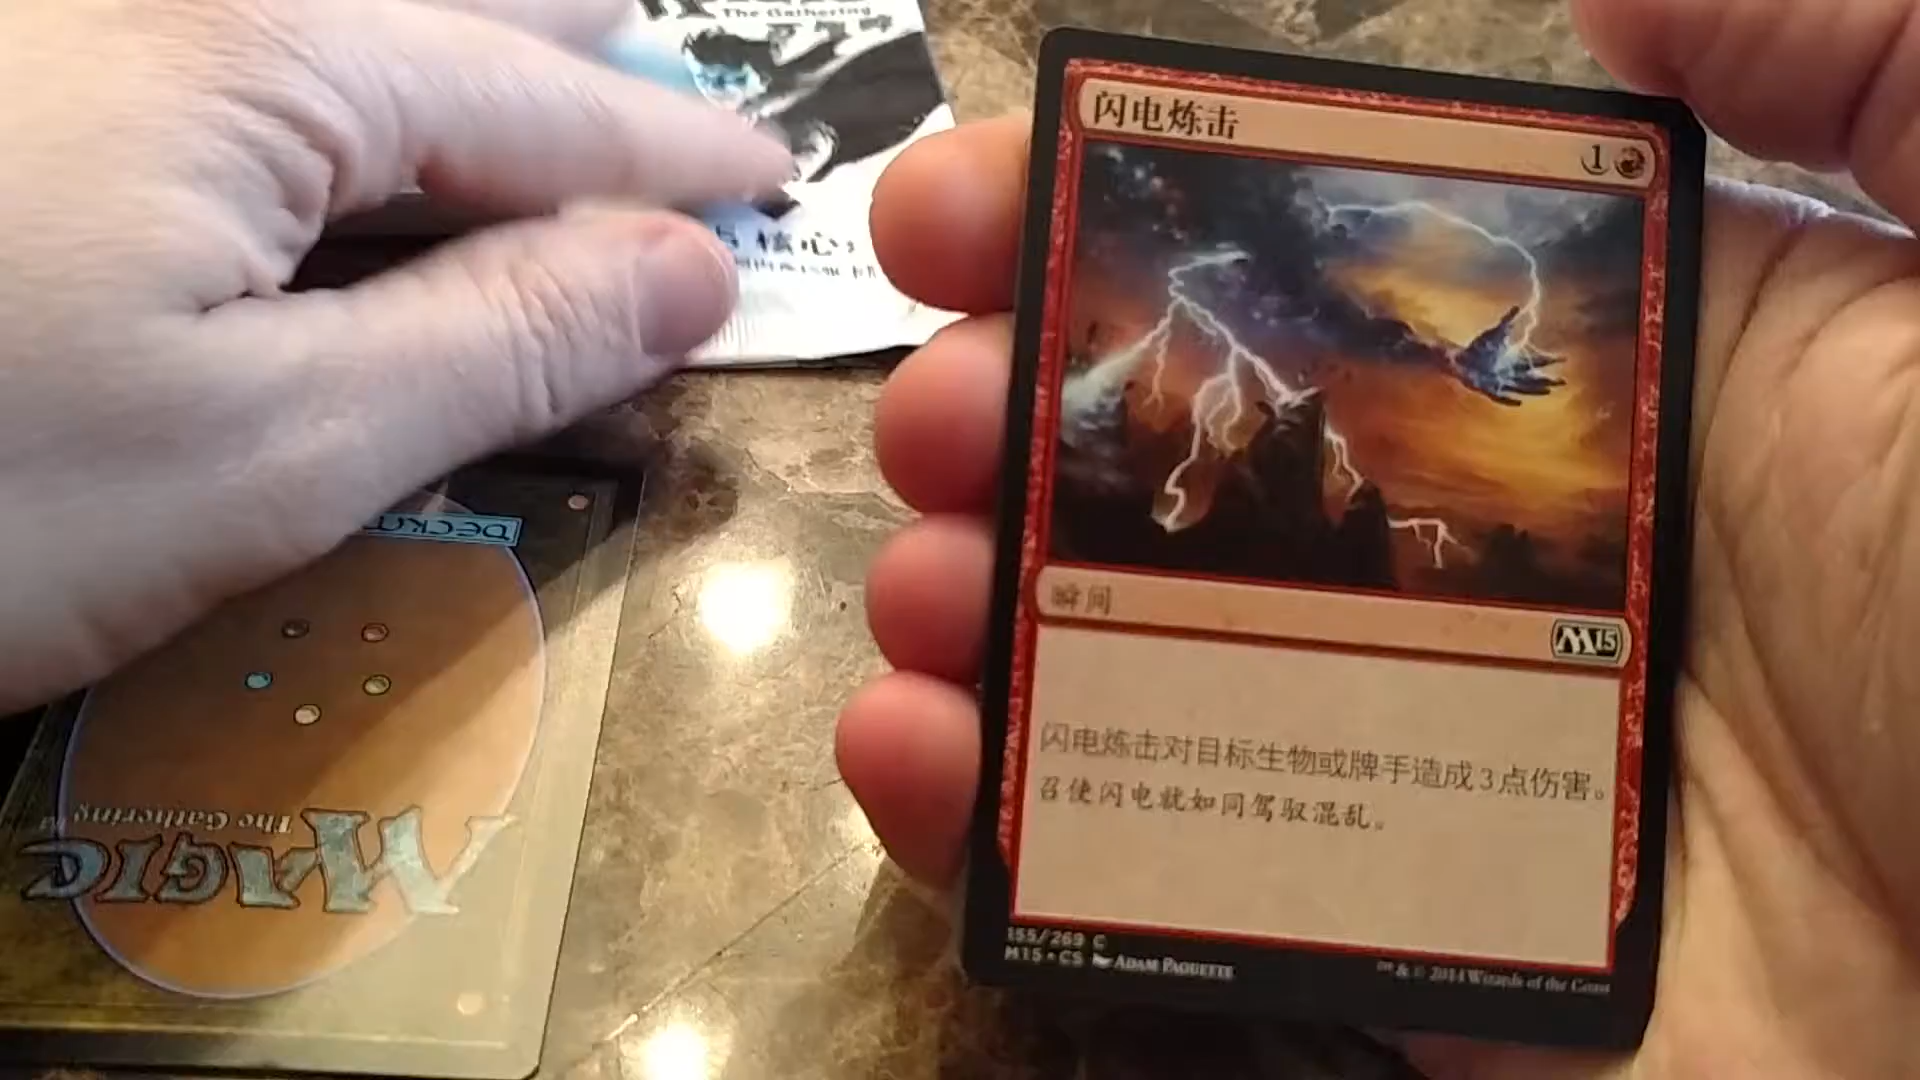 The Gathering
核心
闪电炼击
1
瞬间
M15
闪电炼击对目标生物或牌手造成3点伤害。
召使闪电就如同驾驭混乱。
155/269 C
M15 • CS ADAM PAQUETTE
™ & © 2014 Wizards of the Coast
DECKM
The Gathering
MAGIC